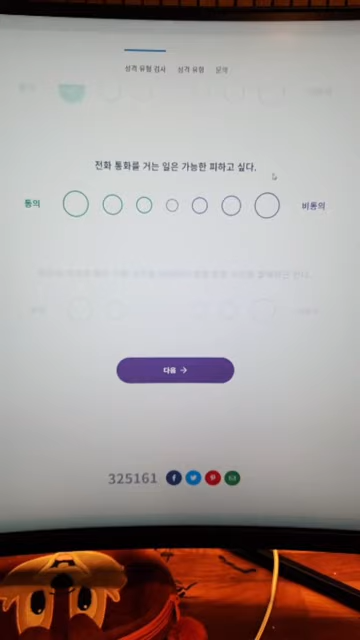 성격 유형 검사 성격 유형 문의
전화 통화를 거는 일은 가능한 피하고 싶다.
동의 비동의
다음 →
325161